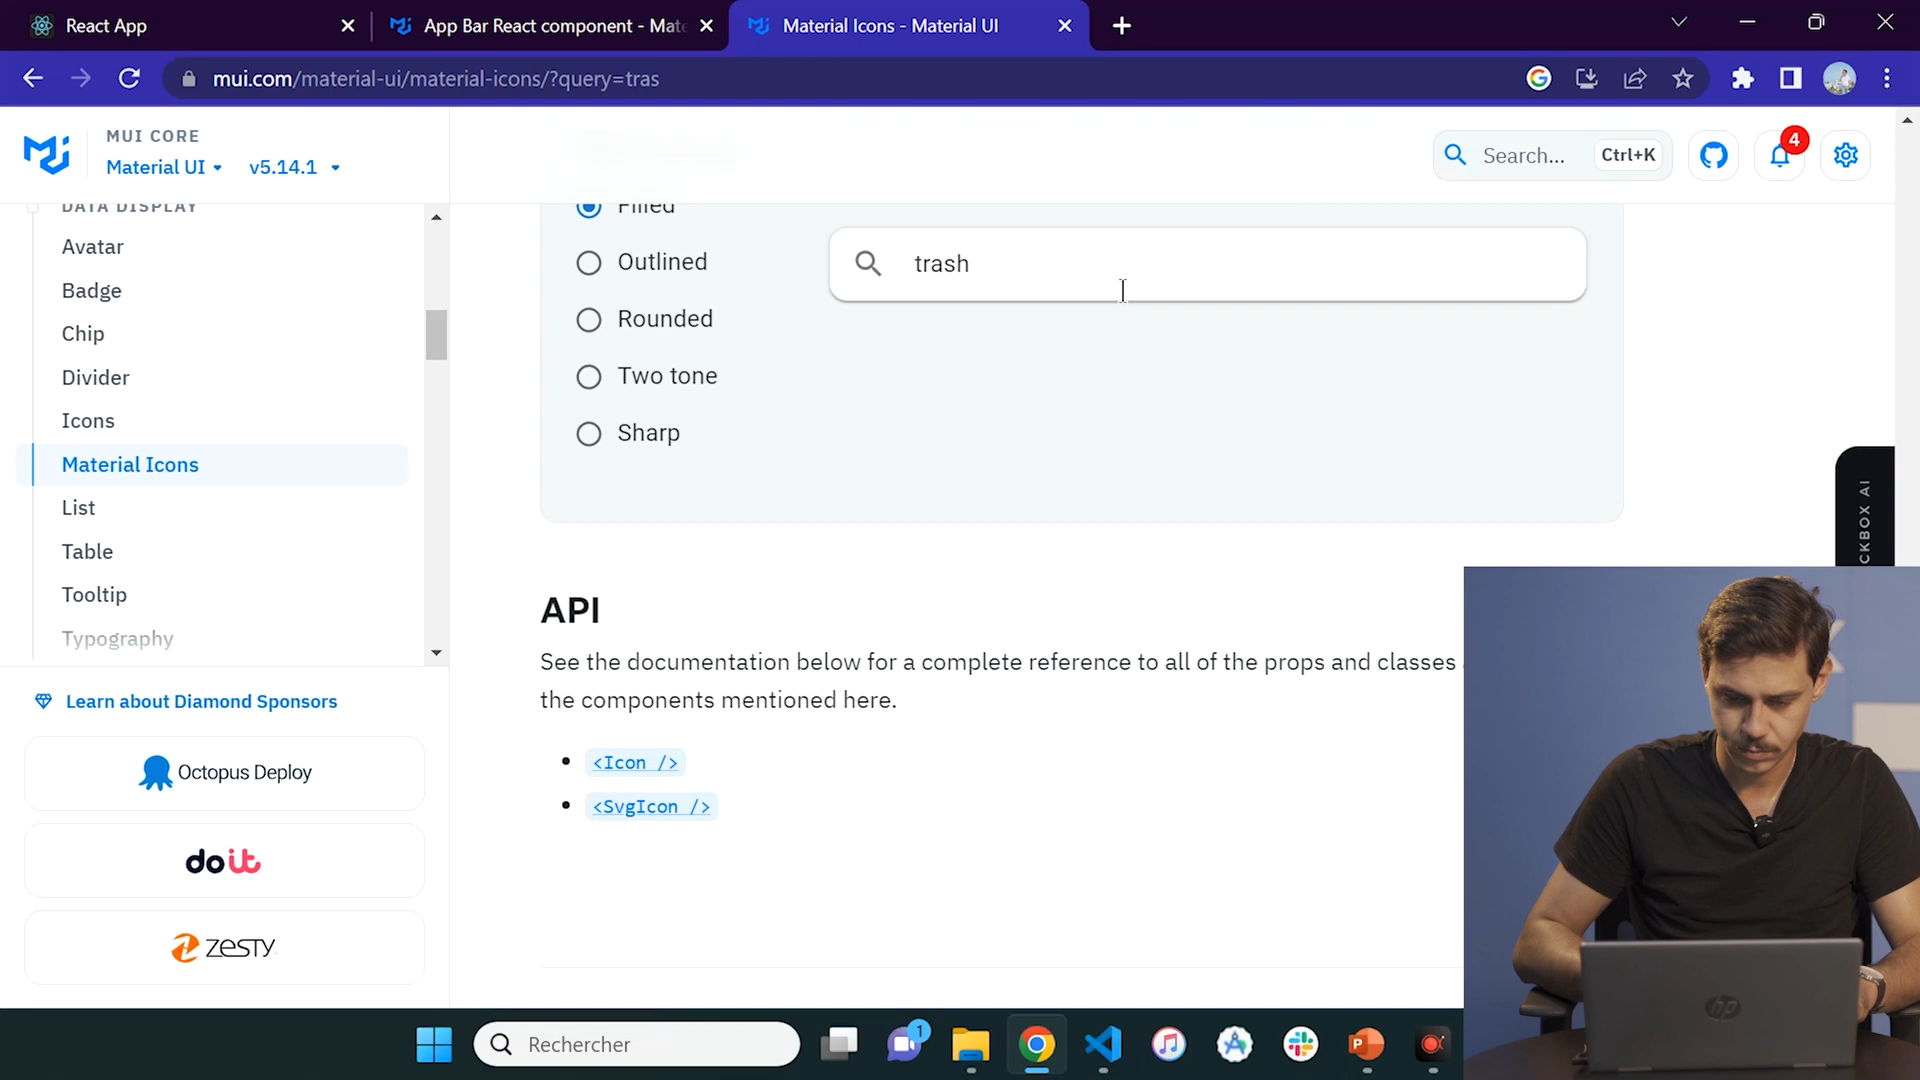 React App
App Bar React component - Mate
Material Icons - Material UI
mui.com/material-ui/material-icons/?query=tras
MUI CORE
Material UI
v5.14.1
Search...
Ctrl+K
4
DATA DISPLAY
Avatar
Badge
Chip
Divider
Icons
Material Icons
List
Table
Tooltip
Typography
Learn about Diamond Sponsors
Octopus Deploy
doit
ZESTY
Filled
Outlined
Rounded
Two tone
Sharp
trash
API
See the documentation below for a complete reference to all of the props and classes
the components mentioned here.
<Icon />
<SvgIcon />
CKBOX AI
hp
Rechercher
1
P